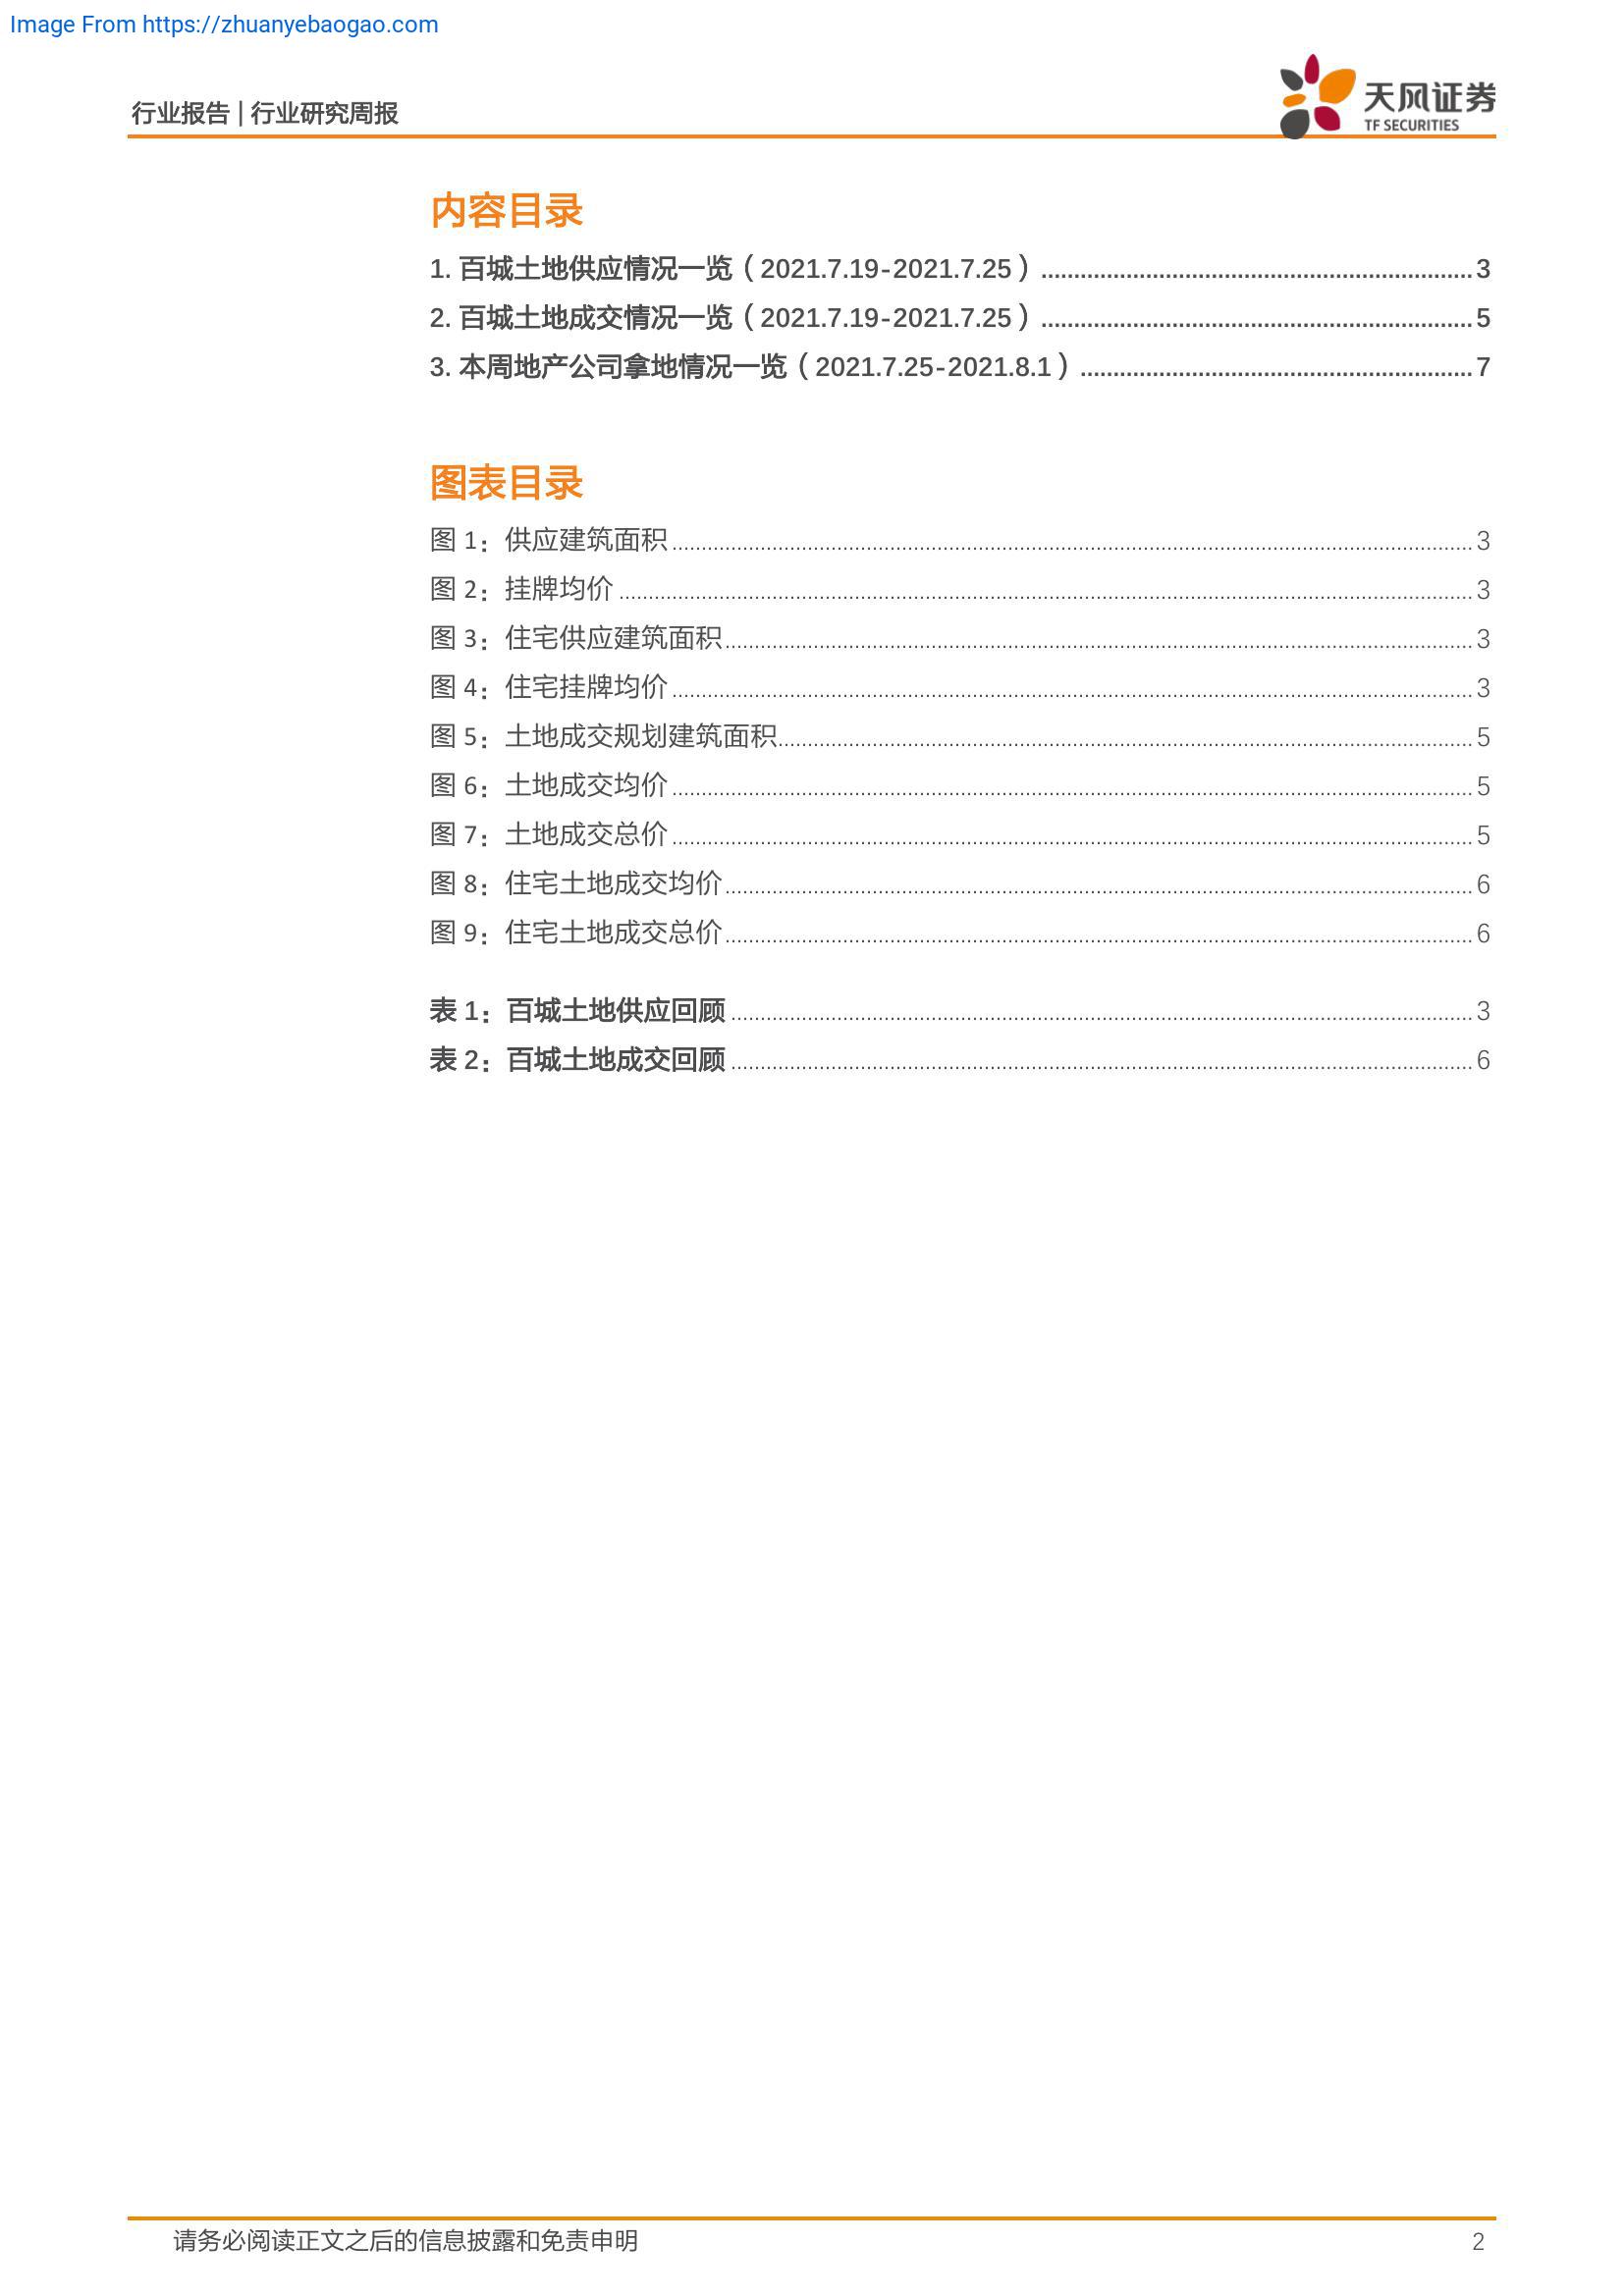 Image From https://zhuanyebaogao.com
行业报告 | 行业研究周报
天风证券
TF SECURITIES
内容目录
1. 百城土地供应情况一览（2021.7.19-2021.7.25）....................3
2. 百城土地成交情况一览（2021.7.19-2021.7.25）....................5
3. 本周地产公司拿地情况一览（2021.7.25-2021.8.1）....................7
图表目录
图 1：供应建筑面积....................3
图 2：挂牌均价....................3
图 3：住宅供应建筑面积....................3
图 4：住宅挂牌均价....................3
图 5：土地成交规划建筑面积....................5
图 6：土地成交均价....................5
图 7：土地成交总价....................5
图 8：住宅土地成交均价....................6
图 9：住宅土地成交总价....................6
表 1：百城土地供应回顾....................3
表 2：百城土地成交回顾....................6
请务必阅读正文之后的信息披露和免责申明 2